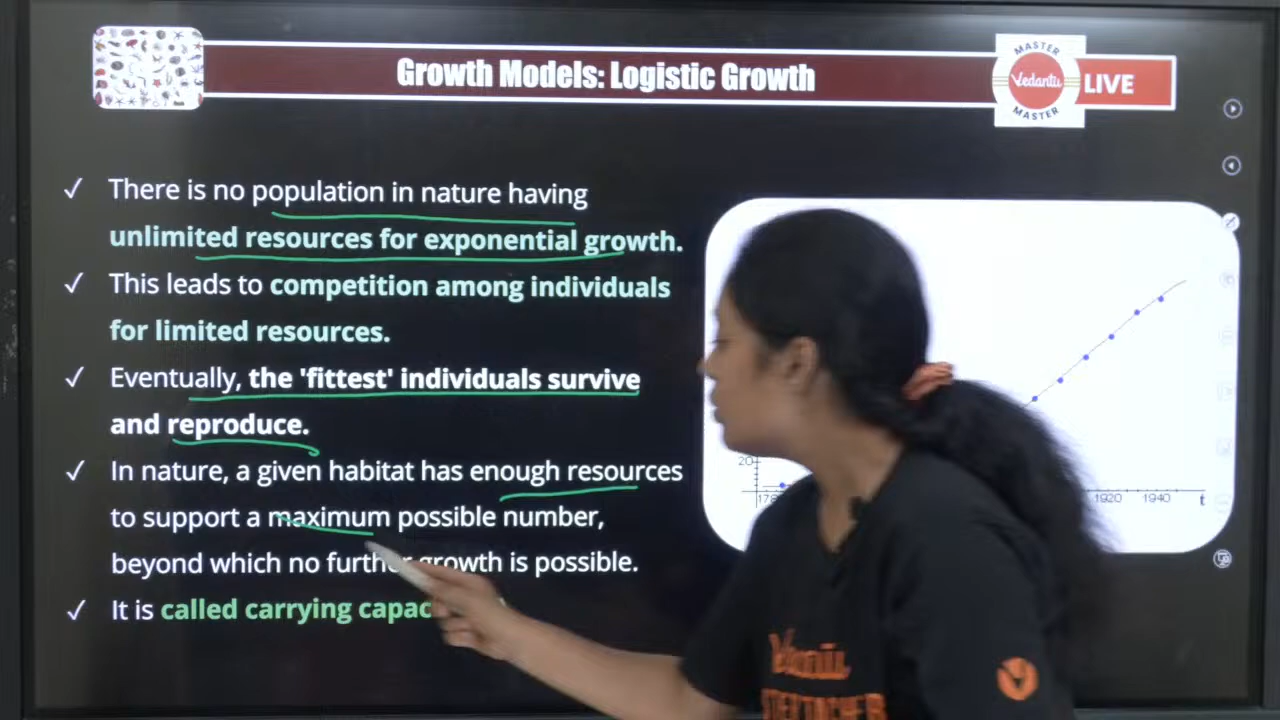 Growth Models: Logistic Growth
MASTER
Vedantu
MASTER
LIVE
✓ There is no population in nature having
unlimited resources for exponential growth.
✓ This leads to competition among individuals
for limited resources.
✓ Eventually, the 'fittest' individuals survive
and reproduce.
✓ In nature, a given habitat has enough resources
to support a maximum possible number,
beyond which no further growth is possible.
✓ It is called carrying
20
1920 1940 t
Vedantu